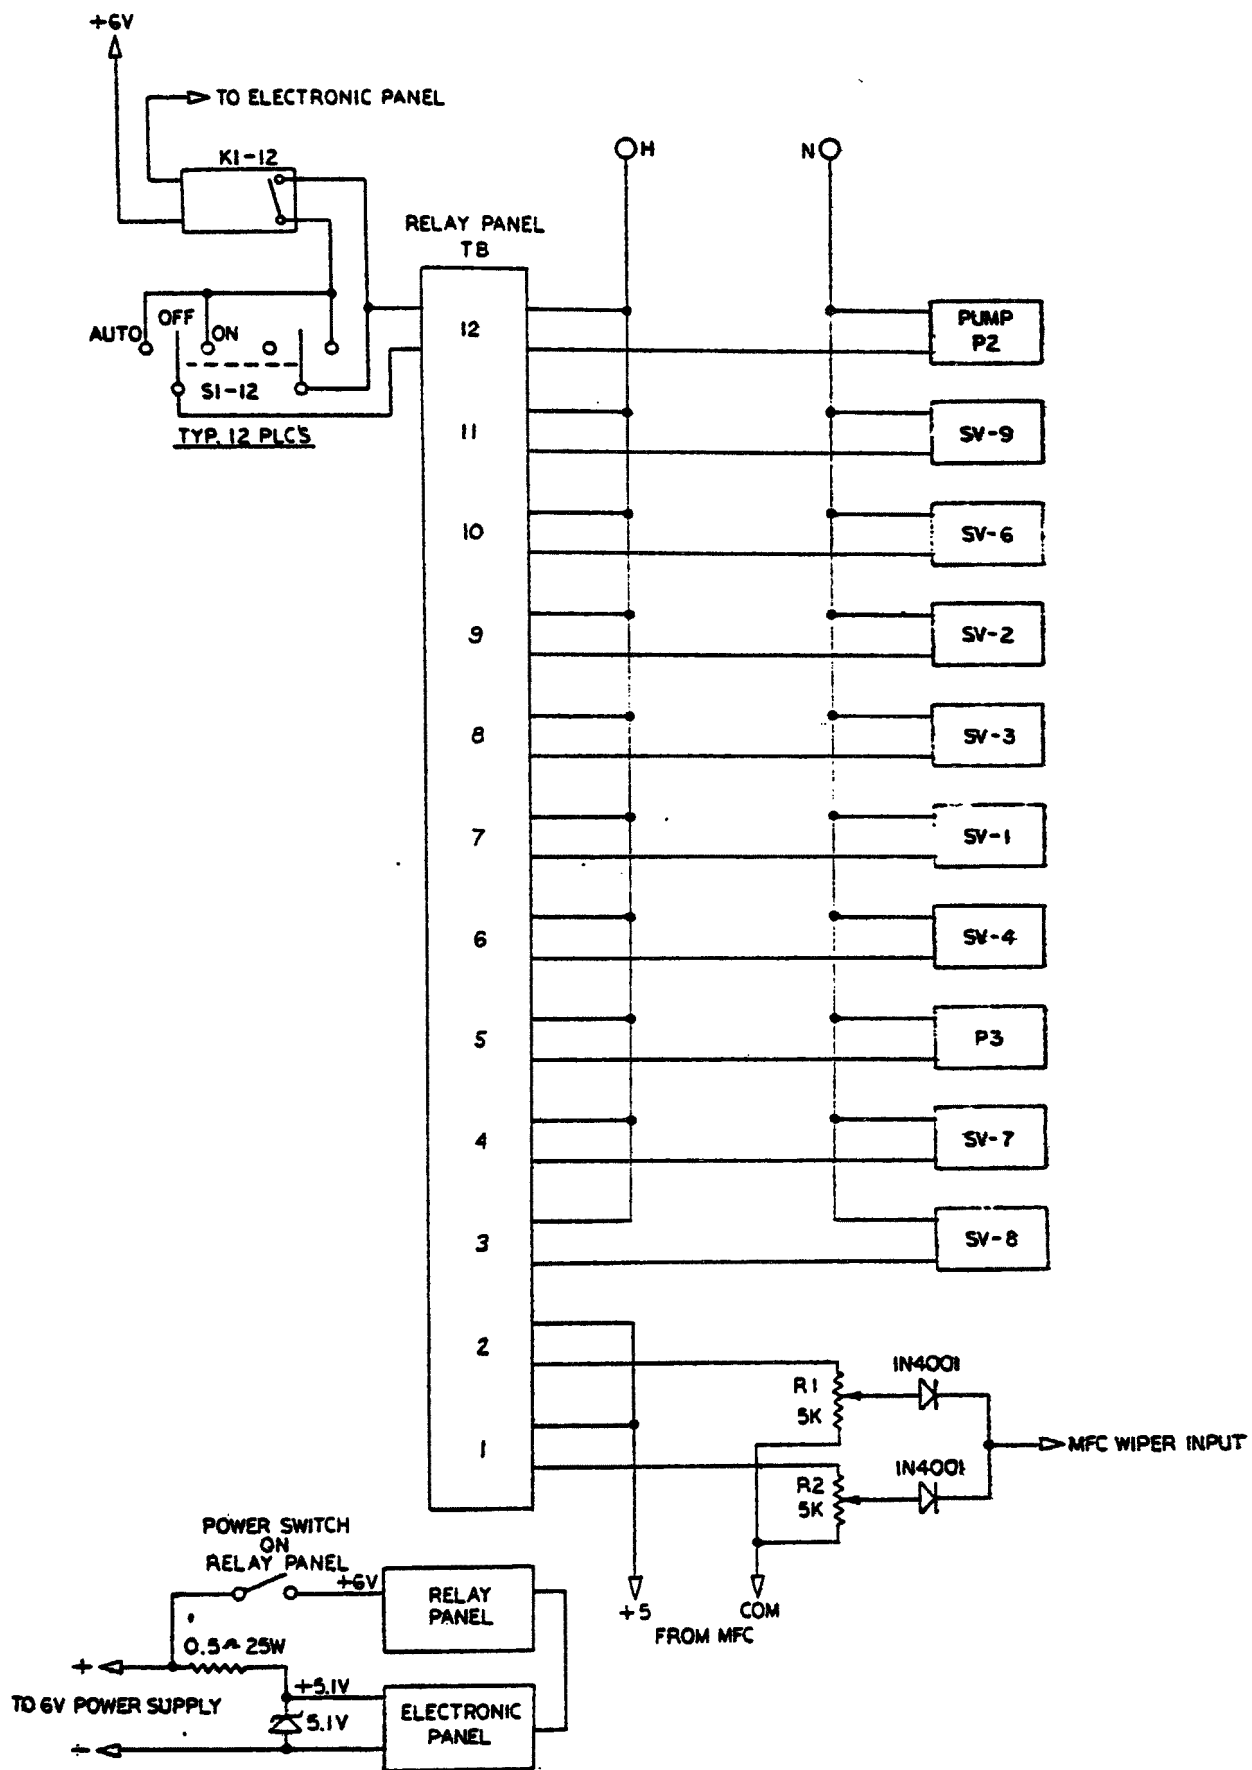 +6V
TO ELECTRONIC PANEL
K1-12
H
N
RELAY PANEL
TB
AUTO
OFF
ON
S1-12
TYP. 12 PLC'S
12
PUMP
P2
11
SV-9
10
SV-6
9
SV-2
8
SV-3
7
SV-1
6
SV-4
5
P3
4
SV-7
3
SV-8
2
R1
5K
1N4001
MFC WIPER INPUT
1
R2
5K
1N4001
POWER SWITCH
ON
RELAY PANEL
+6V
RELAY
PANEL
+5
COM
FROM MFC
0.5 25W
+
TO 6V POWER SUPPLY
+5.1V
5.1V
ELECTRONIC
PANEL